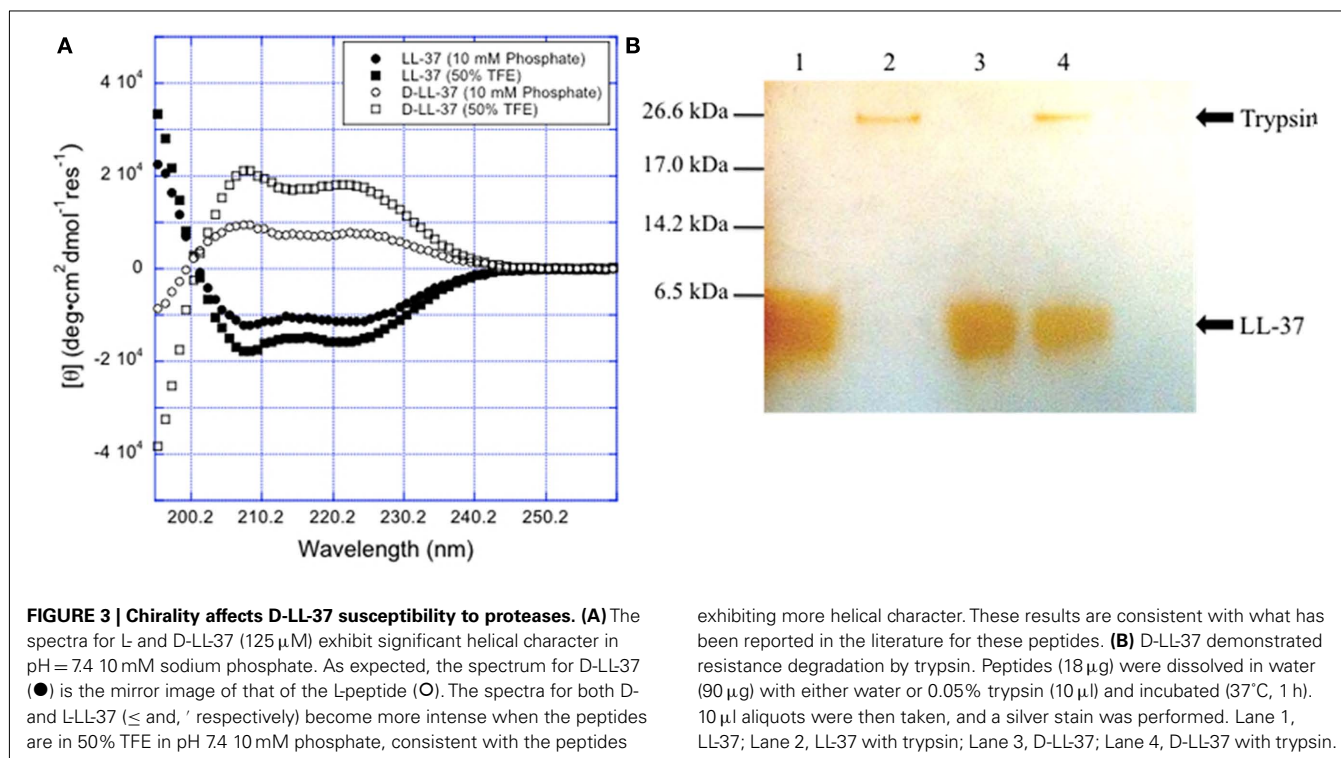 A
4 10⁴
2 10⁴
0
-2 10⁴
-4 10⁴
[θ] (deg•cm² dmol⁻¹ res⁻¹)
LL-37 (10 mM Phosphate)
LL-37 (50% TFE)
D-LL-37 (10 mM Phosphate)
D-LL-37 (50% TFE)
200.2 210.2 220.2 230.2 240.2 250.2
Wavelength (nm)
B
1 2 3 4
26.6 kDa
17.0 kDa
14.2 kDa
6.5 kDa
Trypsin
LL-37
FIGURE 3 | Chirality affects D-LL-37 susceptibility to proteases. (A) The
spectra for L- and D-LL-37 (125 μM) exhibit significant helical character in
pH = 7.4 10 mM sodium phosphate. As expected, the spectrum for D-LL-37
(●) is the mirror image of that of the L-peptide (O). The spectra for both D-
and L-LL-37 (≤ and, ′ respectively) become more intense when the peptides
are in 50% TFE in pH 7.4 10 mM phosphate, consistent with the peptides
exhibiting more helical character. These results are consistent with what has
been reported in the literature for these peptides. (B) D-LL-37 demonstrated
resistance degradation by trypsin. Peptides (18 μg) were dissolved in water
(90 μg) with either water or 0.05% trypsin (10 μl) and incubated (37°C, 1 h).
10 μl aliquots were then taken, and a silver stain was performed. Lane 1,
LL-37; Lane 2, LL-37 with trypsin; Lane 3, D-LL-37; Lane 4, D-LL-37 with trypsin.